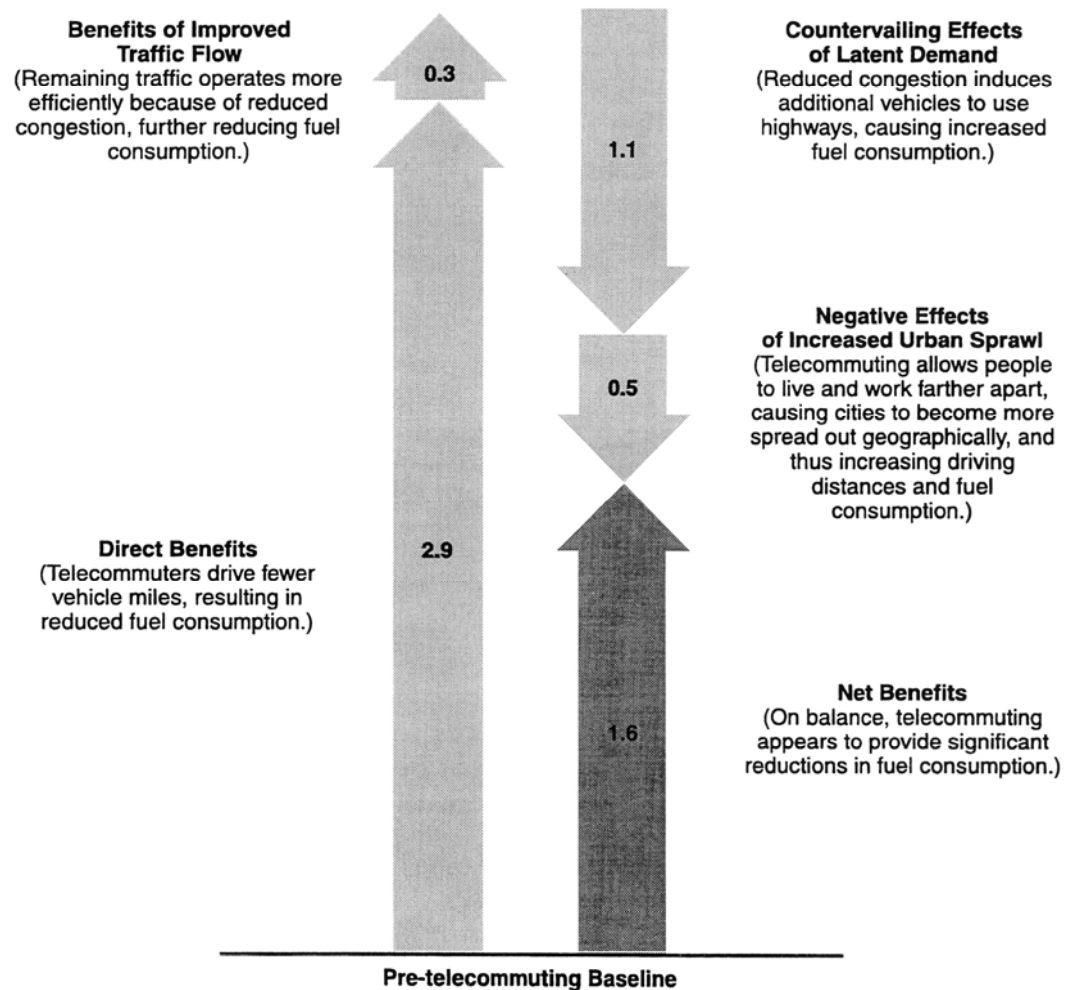 Benefits of Improved
Traffic Flow
(Remaining traffic operates more
efficiently because of reduced
congestion, further reducing fuel
consumption.)
0.3
Countervailing Effects
of Latent Demand
(Reduced congestion induces
additional vehicles to use
highways, causing increased
fuel consumption.)
1.1
Negative Effects
of Increased Urban Sprawl
(Telecommuting allows people
to live and work farther apart,
causing cities to become more
spread out geographically, and
thus increasing driving
distances and fuel
consumption.)
0.5
Direct Benefits
(Telecommuters drive fewer
vehicle miles, resulting in
reduced fuel consumption.)
2.9
Net Benefits
(On balance, telecommuting
appears to provide significant
reductions in fuel consumption.)
1.6
Pre-telecommuting Baseline